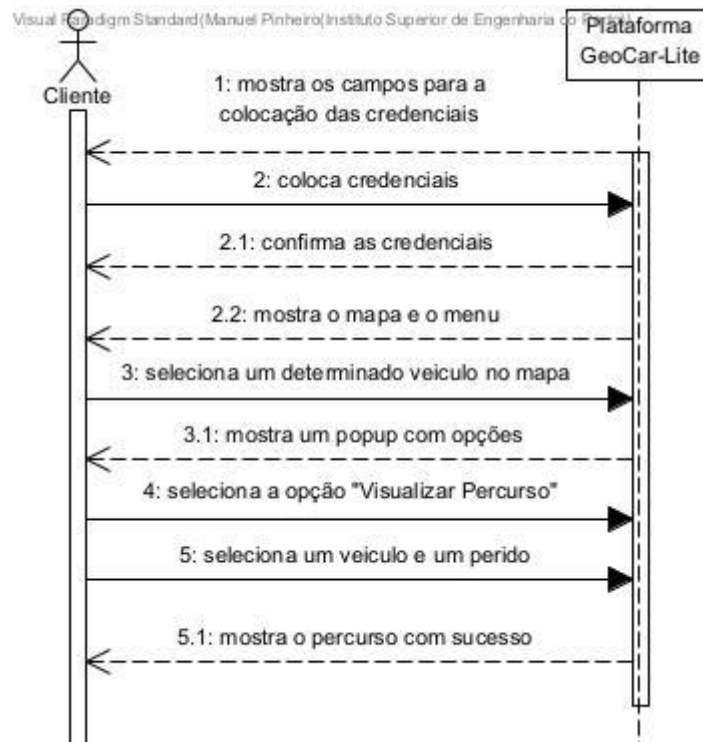 Visual Paradigm Standard(Manuel Pinheiro(Instituto Superior de Engenharia do
Plataforma
GeoCar-Lite
Cliente
1: mostra os campos para a
colocação das credenciais
2: coloca credenciais
2.1: confirma as credenciais
2.2: mostra o mapa e o menu
3: seleciona um determinado veiculo no mapa
3.1: mostra um popup com opções
4: seleciona a opção "Visualizar Percurso"
5: seleciona um veiculo e um perido
5.1: mostra o percurso com sucesso